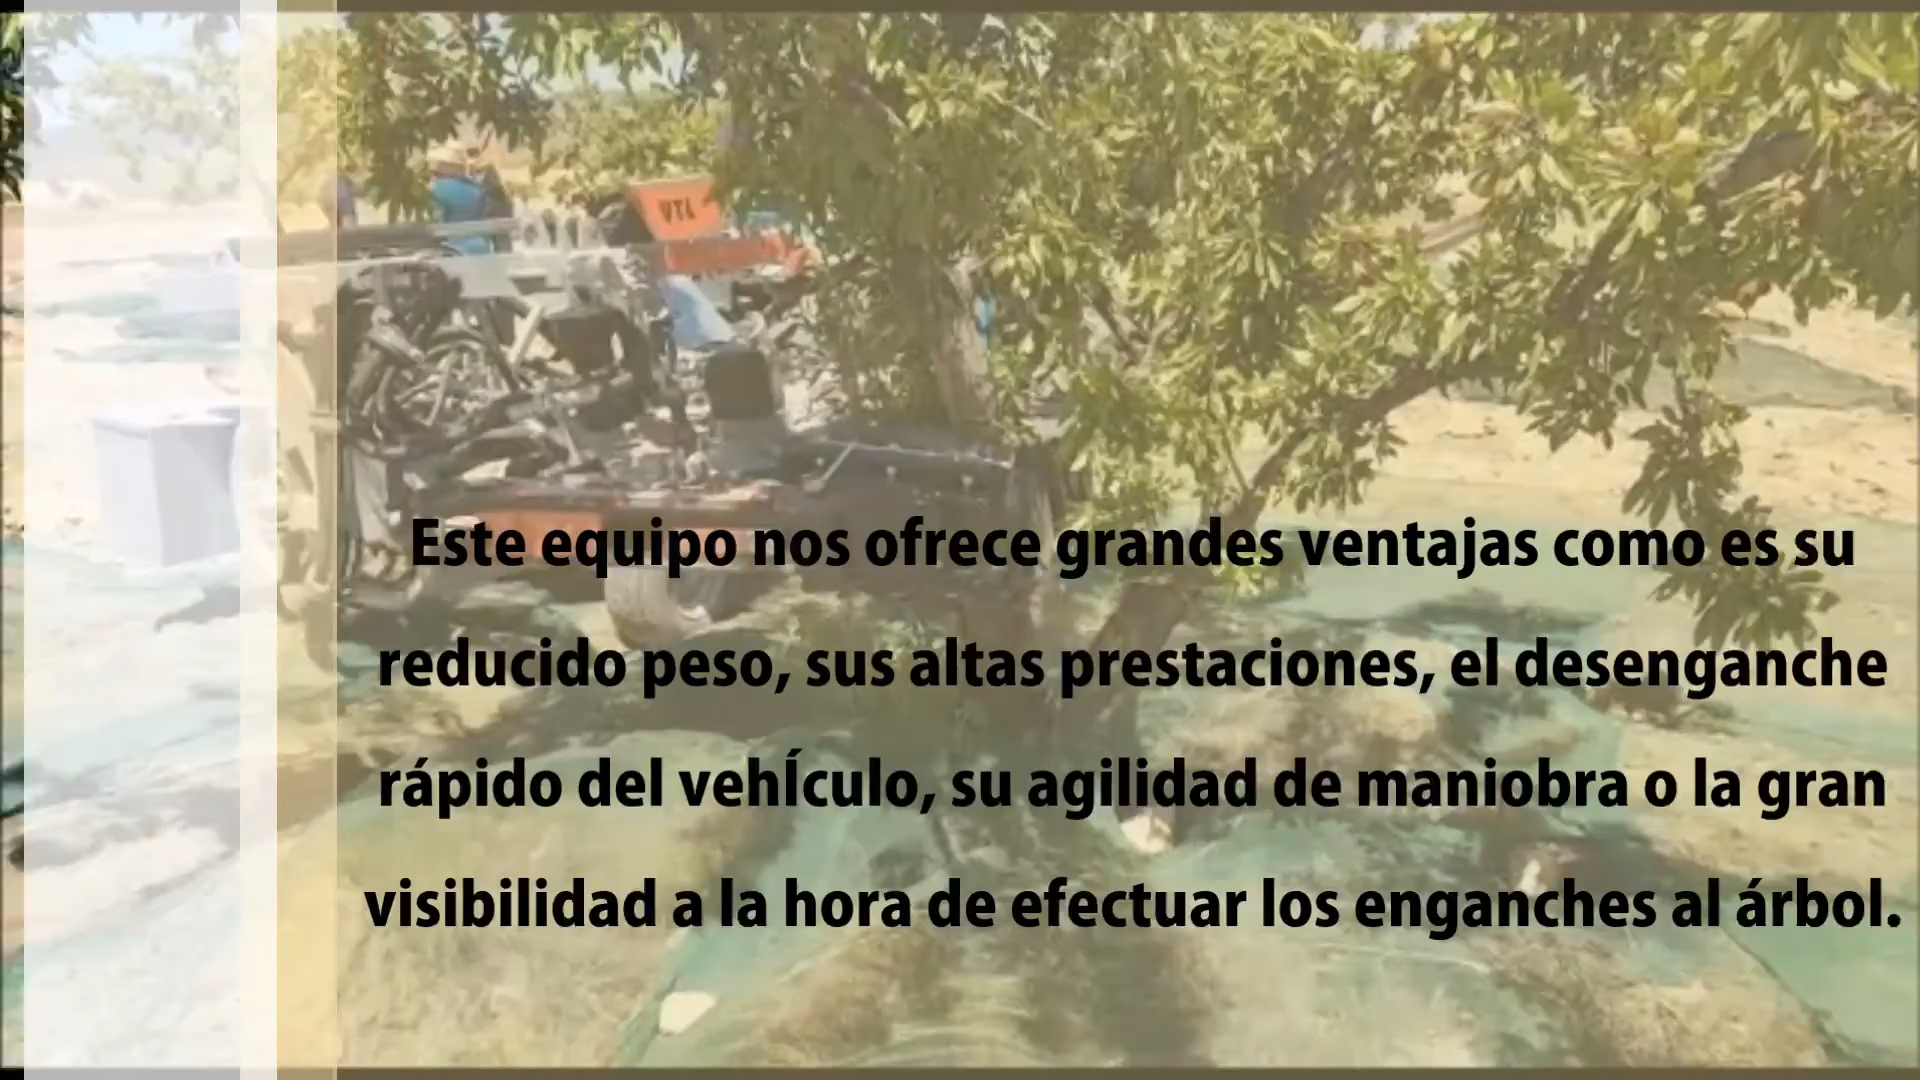 VTA
Este equipo nos ofrece grandes ventajas como es su
reducido peso, sus altas prestaciones, el desenganche
rápido del vehÍculo, su agilidad de maniobra o la gran
visibilidad a la hora de efectuar los enganches al árbol.